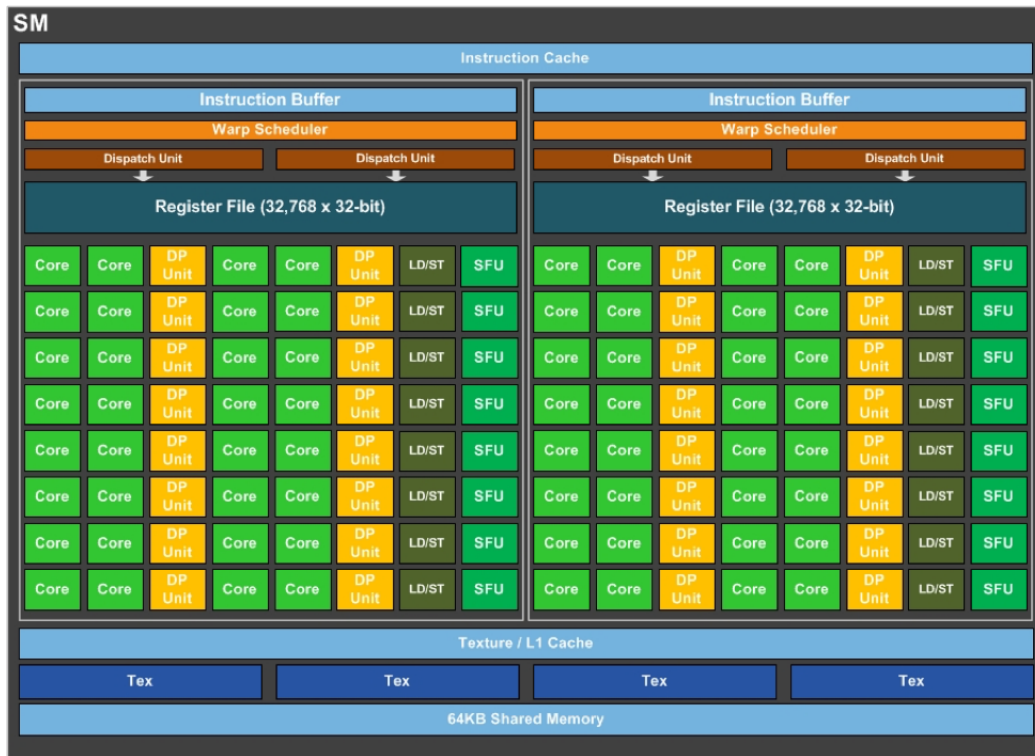 SM
Instruction Cache
Instruction Buffer Instruction Buffer
Warp Scheduler Warp Scheduler
Dispatch Unit Dispatch Unit Dispatch Unit Dispatch Unit
Register File (32,768 x 32-bit) Register File (32,768 x 32-bit)
Core Core DP Unit Core Core DP Unit LD/ST SFU Core Core DP Unit Core Core DP Unit LD/ST SFU
Core Core DP Unit Core Core DP Unit LD/ST SFU Core Core DP Unit Core Core DP Unit LD/ST SFU
Core Core DP Unit Core Core DP Unit LD/ST SFU Core Core DP Unit Core Core DP Unit LD/ST SFU
Core Core DP Unit Core Core DP Unit LD/ST SFU Core Core DP Unit Core Core DP Unit LD/ST SFU
Core Core DP Unit Core Core DP Unit LD/ST SFU Core Core DP Unit Core Core DP Unit LD/ST SFU
Core Core DP Unit Core Core DP Unit LD/ST SFU Core Core DP Unit Core Core DP Unit LD/ST SFU
Core Core DP Unit Core Core DP Unit LD/ST SFU Core Core DP Unit Core Core DP Unit LD/ST SFU
Core Core DP Unit Core Core DP Unit LD/ST SFU Core Core DP Unit Core Core DP Unit LD/ST SFU
Texture / L1 Cache
Tex Tex Tex Tex
64KB Shared Memory